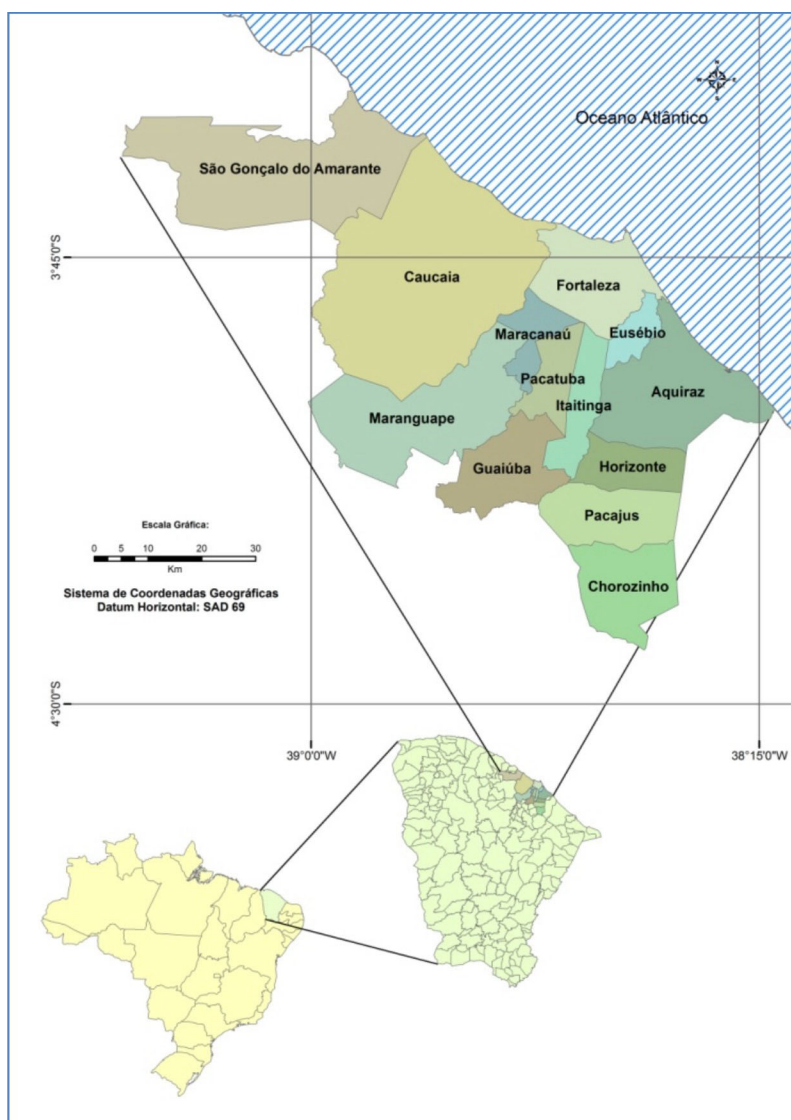 Oceano Atlântico
São Gonçalo do Amarante
3°45'0"S
Caucaia
Fortaleza
Maracanaú
Eusébio
Pacatuba
Itaitinga
Aquiraz
Maranguape
Guaiúba
Horizonte
Pacajus
Escala Gráfica:
0 5 10 20 30
Km
Chorozinho
Sistema de Coordenadas Geográficas
Datum Horizontal: SAD 69
4°30'0"S
39°0'0"W
38°15'0"W